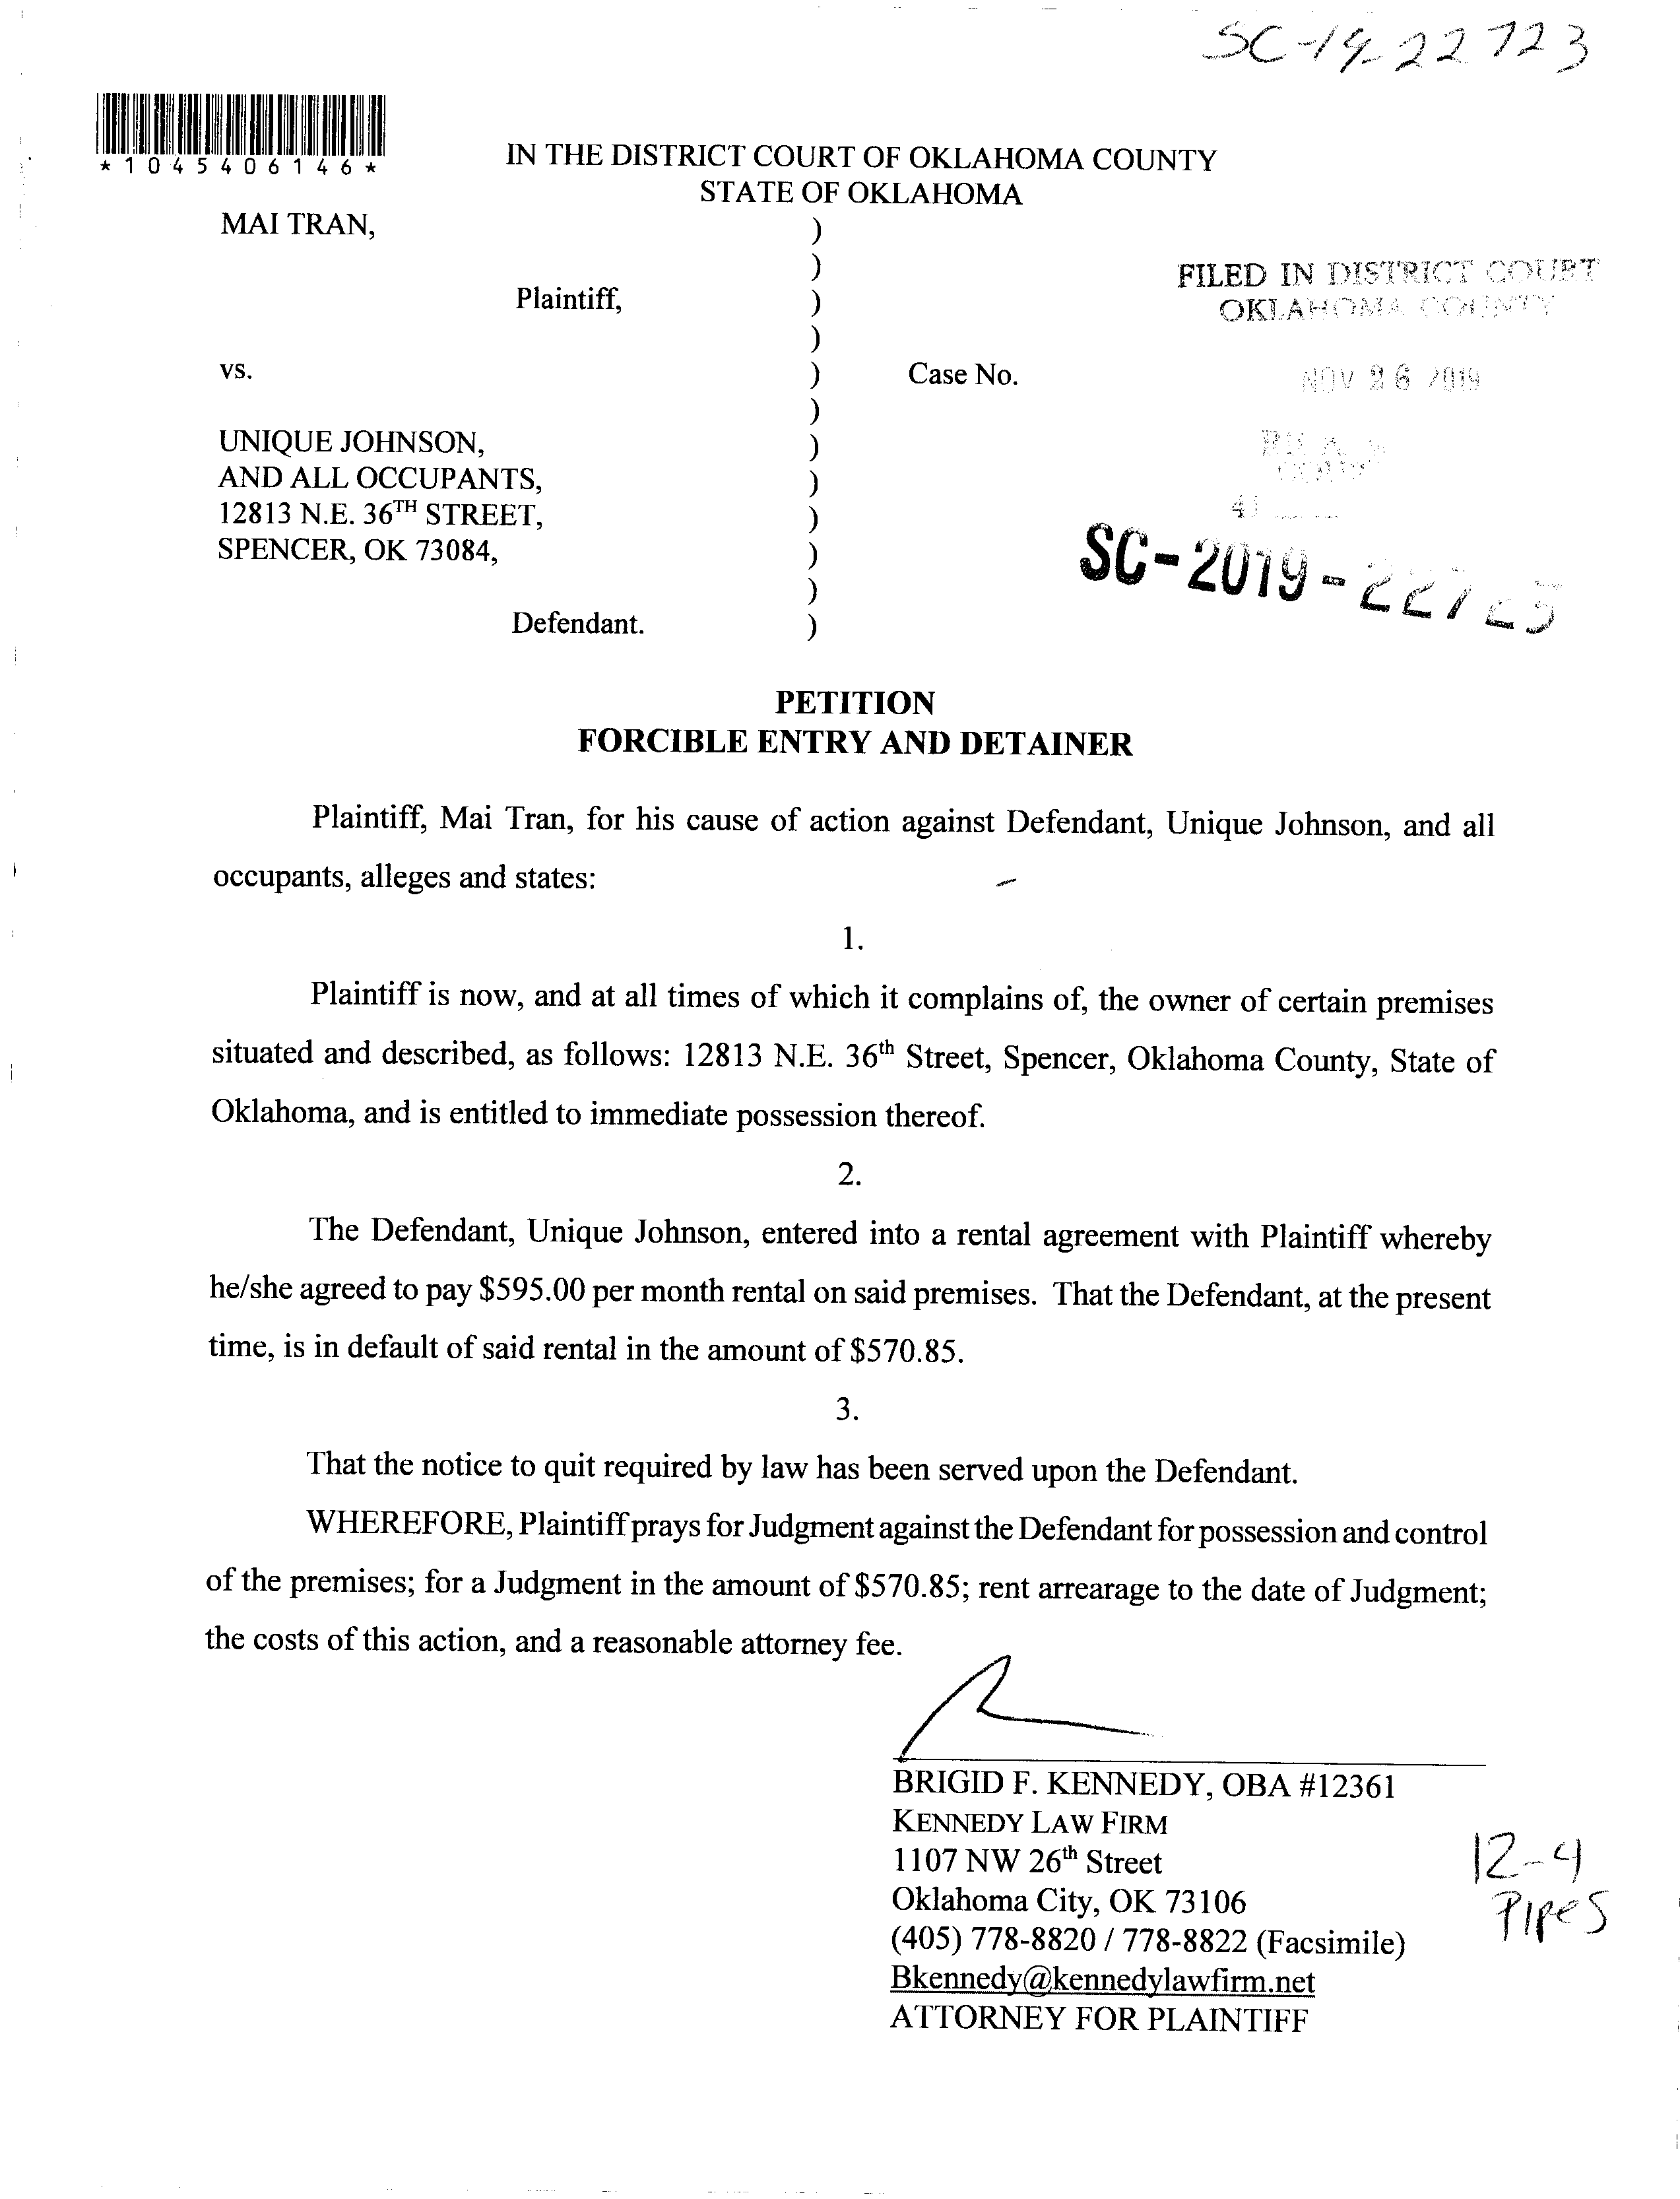 SC-19-22723
*1045406146*
IN THE DISTRICT COURT OF OKLAHOMA COUNTY
STATE OF OKLAHOMA
MAI TRAN, )
)
Plaintiff, )
)
vs. ) Case No.
)
UNIQUE JOHNSON, )
AND ALL OCCUPANTS, )
12813 N.E. 36TH STREET, )
SPENCER, OK 73084, )
)
Defendant. )
FILED IN DISTRICT COURT
OKLAHOMA COUNTY
NOV 26 2019
SC-2019-22723
PETITION
FORCIBLE ENTRY AND DETAINER
Plaintiff, Mai Tran, for his cause of action against Defendant, Unique Johnson, and all
occupants, alleges and states:
1.
Plaintiff is now, and at all times of which it complains of, the owner of certain premises
situated and described, as follows: 12813 N.E. 36th Street, Spencer, Oklahoma County, State of
Oklahoma, and is entitled to immediate possession thereof.
2.
The Defendant, Unique Johnson, entered into a rental agreement with Plaintiff whereby
he/she agreed to pay $595.00 per month rental on said premises. That the Defendant, at the present
time, is in default of said rental in the amount of $570.85.
3.
That the notice to quit required by law has been served upon the Defendant.
WHEREFORE, Plaintiff prays for Judgment against the Defendant for possession and control
of the premises; for a Judgment in the amount of $570.85; rent arrearage to the date of Judgment;
the costs of this action, and a reasonable attorney fee.
BRIGID F. KENNEDY, OBA #12361
KENNEDY LAW FIRM
1107 NW 26th Street
Oklahoma City, OK 73106
(405) 778-8820 / 778-8822 (Facsimile)
Bkennedy@kennedylawfirm.net
ATTORNEY FOR PLAINTIFF
12-4
Pipes